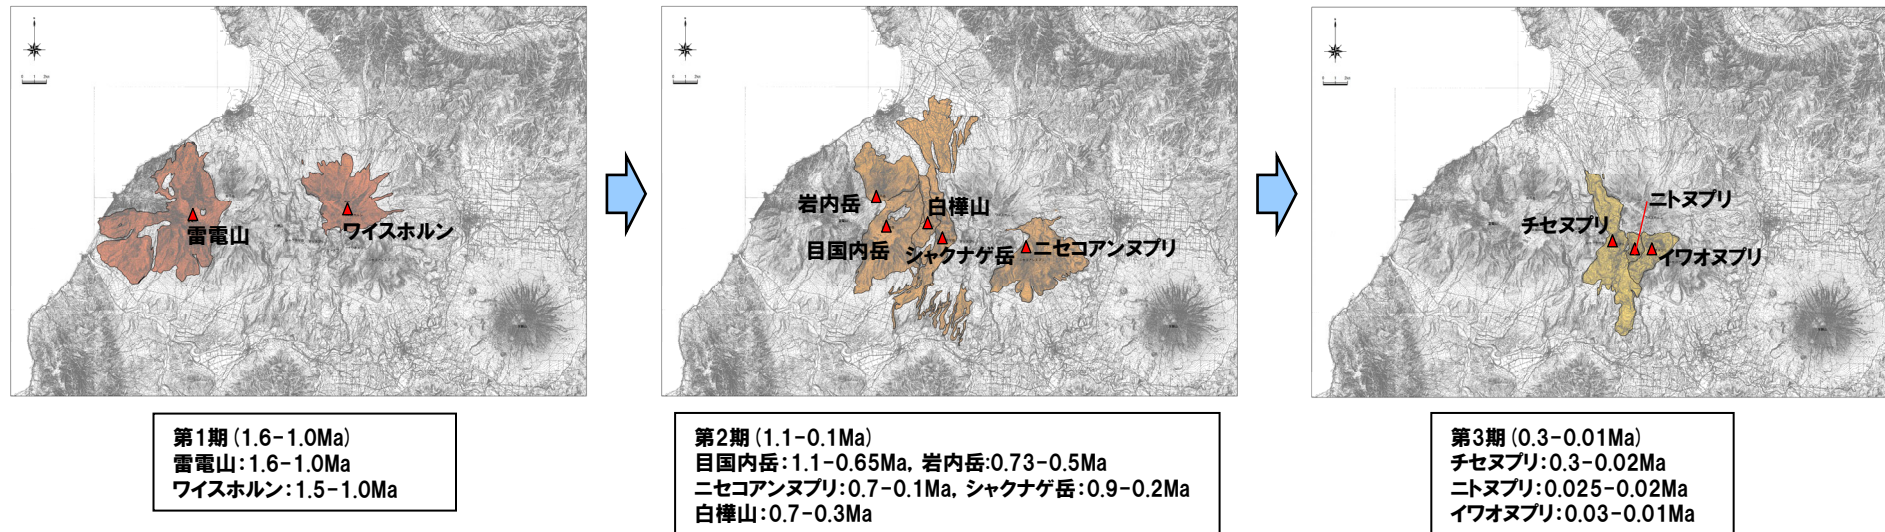 雷電山
ワイスホルン
岩内岳
白樺山
目国内岳
シャクナゲ岳
ニセコアンヌプリ
ニトヌプリ
チセヌプリ
イワオヌプリ
第1期(1.6-1.0Ma)
雷電山:1.6-1.0Ma
ワイスホルン:1.5-1.0Ma
第2期(1.1-0.1Ma)
目国内岳:1.1-0.65Ma, 岩内岳:0.73-0.5Ma
ニセコアンヌプリ:0.7-0.1Ma, シャクナゲ岳:0.9-0.2Ma
白樺山:0.7-0.3Ma
第3期(0.3-0.01Ma)
チセヌプリ:0.3-0.02Ma
ニトヌプリ:0.025-0.02Ma
イワオヌプリ:0.03-0.01Ma